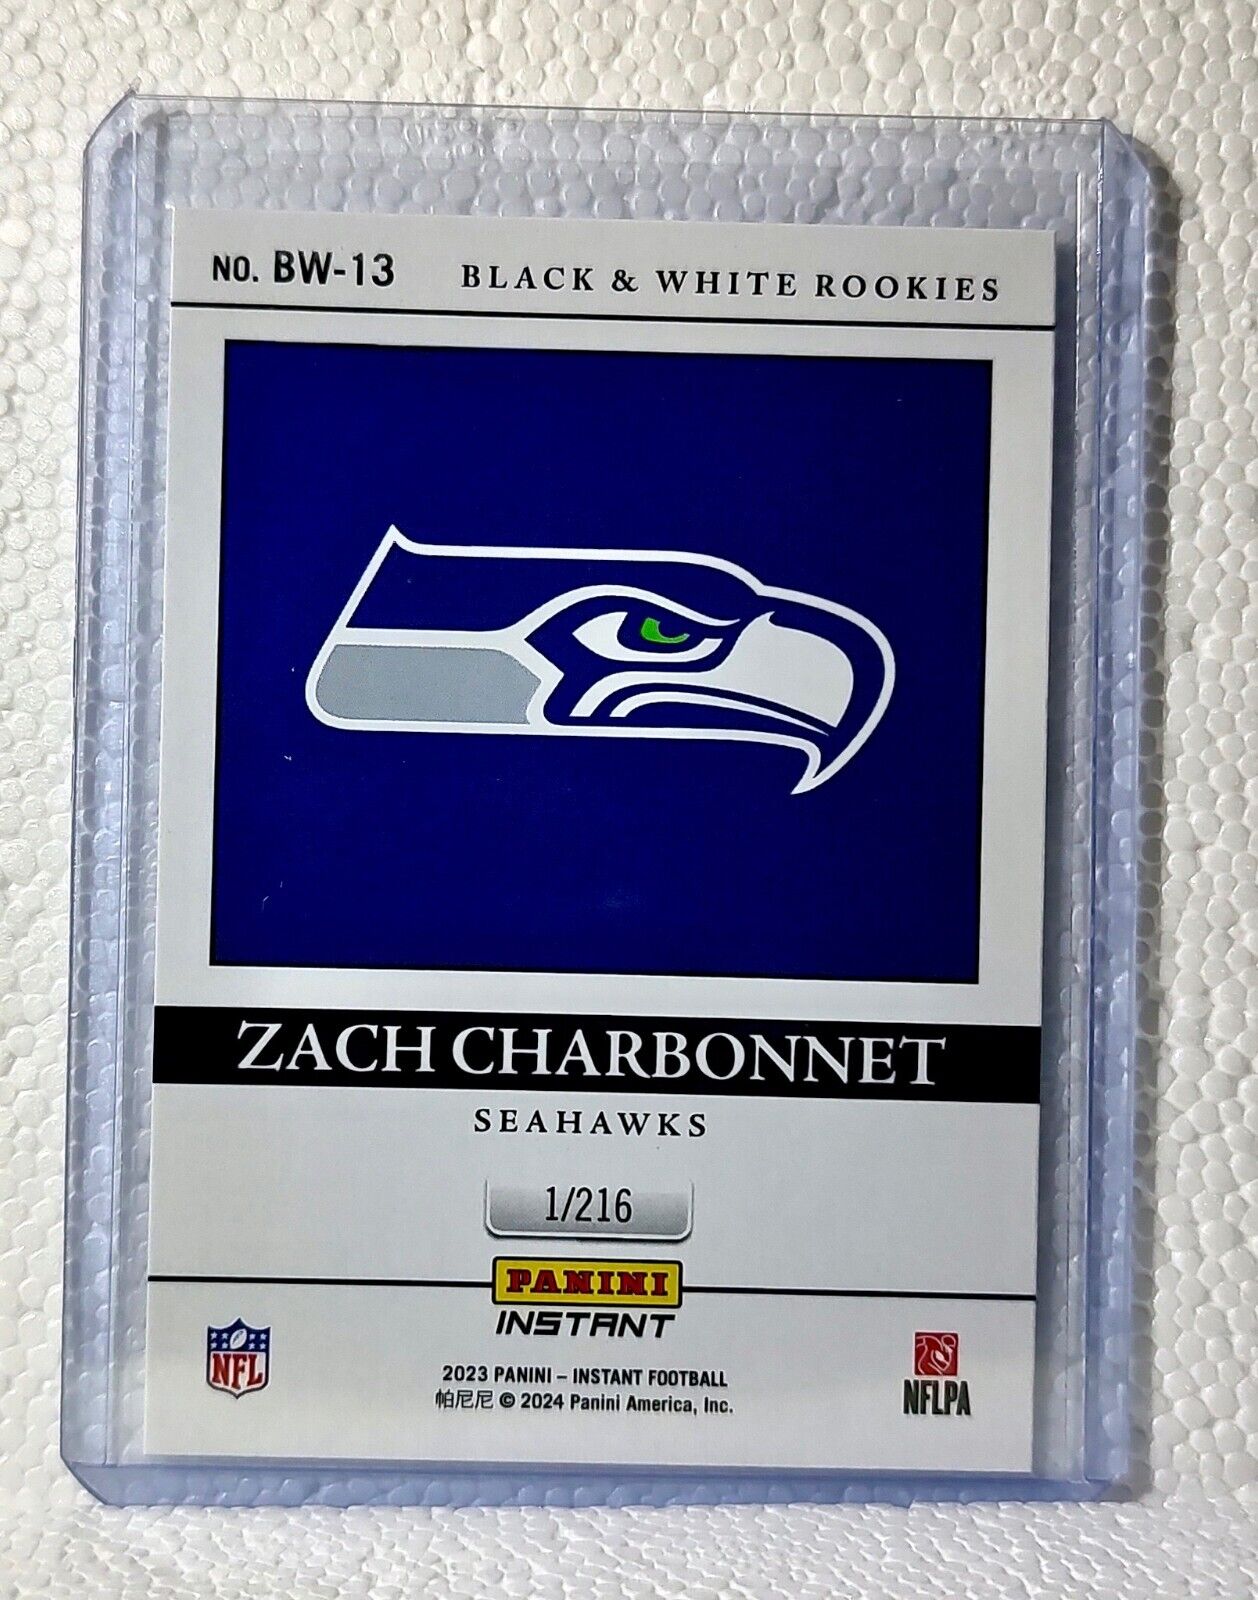 NO. BW-13 BLACK & WHITE ROOKIES
ZACH CHARBONNET
SEAHAWKS
1/216
PANINI
INSTANT
NFL
2023 PANINI – INSTANT FOOTBALL
帕尼尼 © 2024 Panini America, Inc.
NFLPA